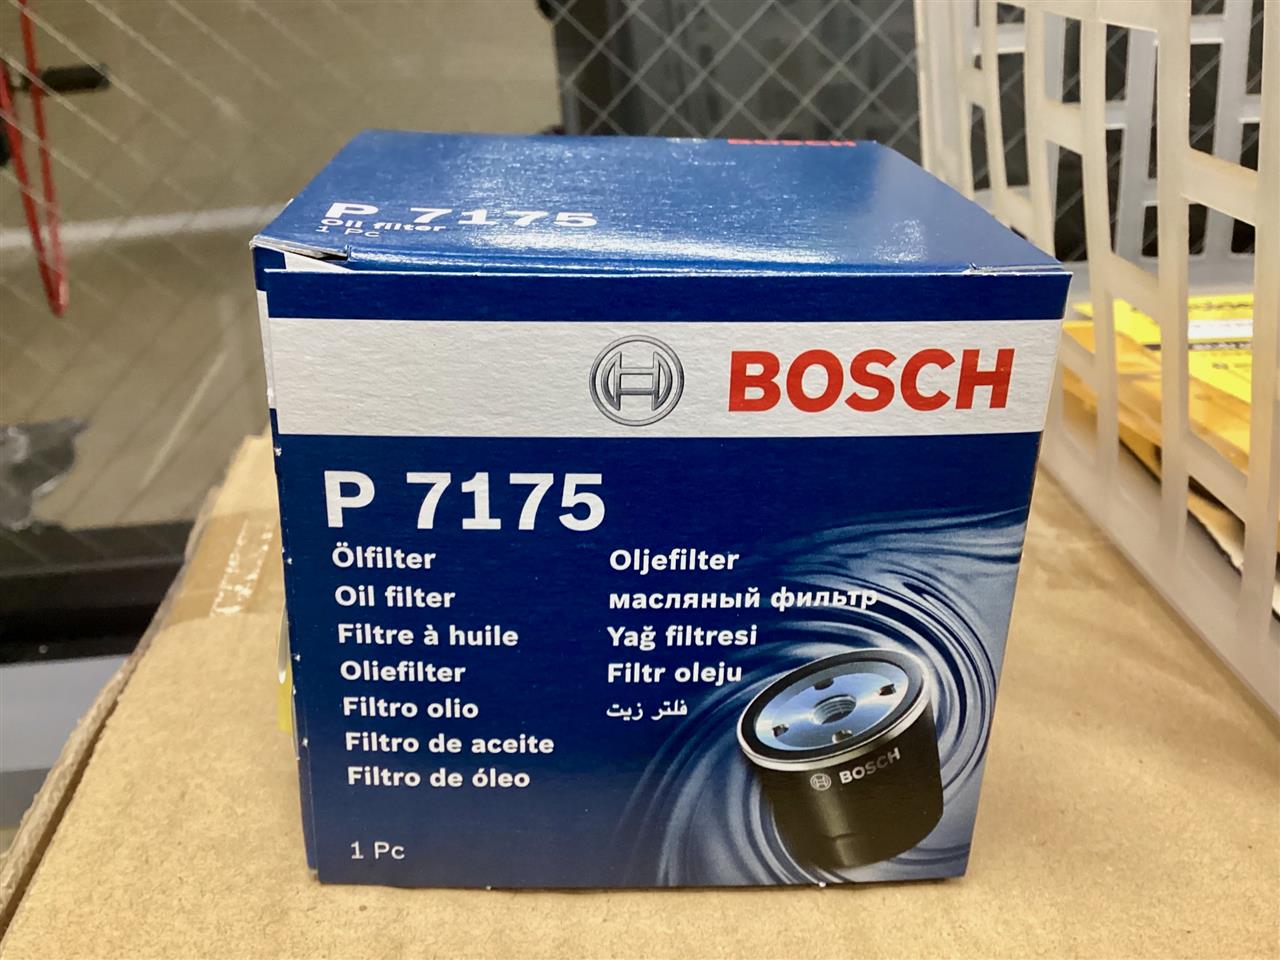 BOSCH
P 7175
Oil filter
1 Pc
BOSCH
P 7175
Ölfilter
Oil filter
Filtre à huile
Oliefilter
Filtro olio
Filtro de aceite
Filtro de óleo
Oljefilter
масляный фильтр
Yağ filtresi
Filtr oleju
فلتر زيت
BOSCH
1 Pc